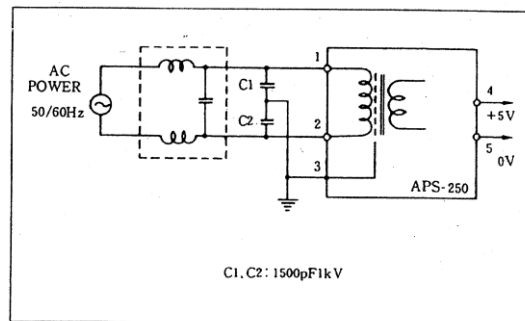 AC
POWER
50/60Hz
C1
C2
1
2
3
4
+5V
5
0V
APS-250
C1, C2: 1500pF1kV